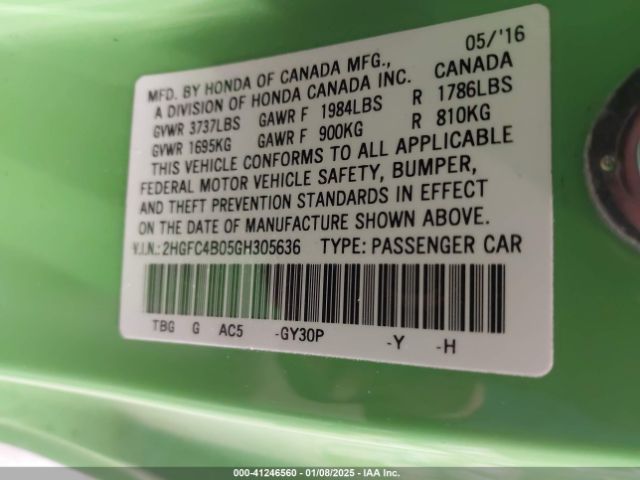 05/'16
MFD. BY HONDA OF CANADA MFG., CANADA
A DIVISION OF HONDA CANADA INC.
GVWR 3737LBS GAWR F 1984LBS R 1786LBS
GVWR 1695KG GAWR F 900KG R 810KG
THIS VEHICLE CONFORMS TO ALL APPLICABLE
FEDERAL MOTOR VEHICLE SAFETY, BUMPER,
AND THEFT PREVENTION STANDARDS IN EFFECT
ON THE DATE OF MANUFACTURE SHOWN ABOVE.
V.I.N.: 2HGFC4B05GH305636 TYPE: PASSENGER CAR
TBG G AC5 -GY30P -Y -H
000-41246560 - 01/08/2025 - IAA Inc.